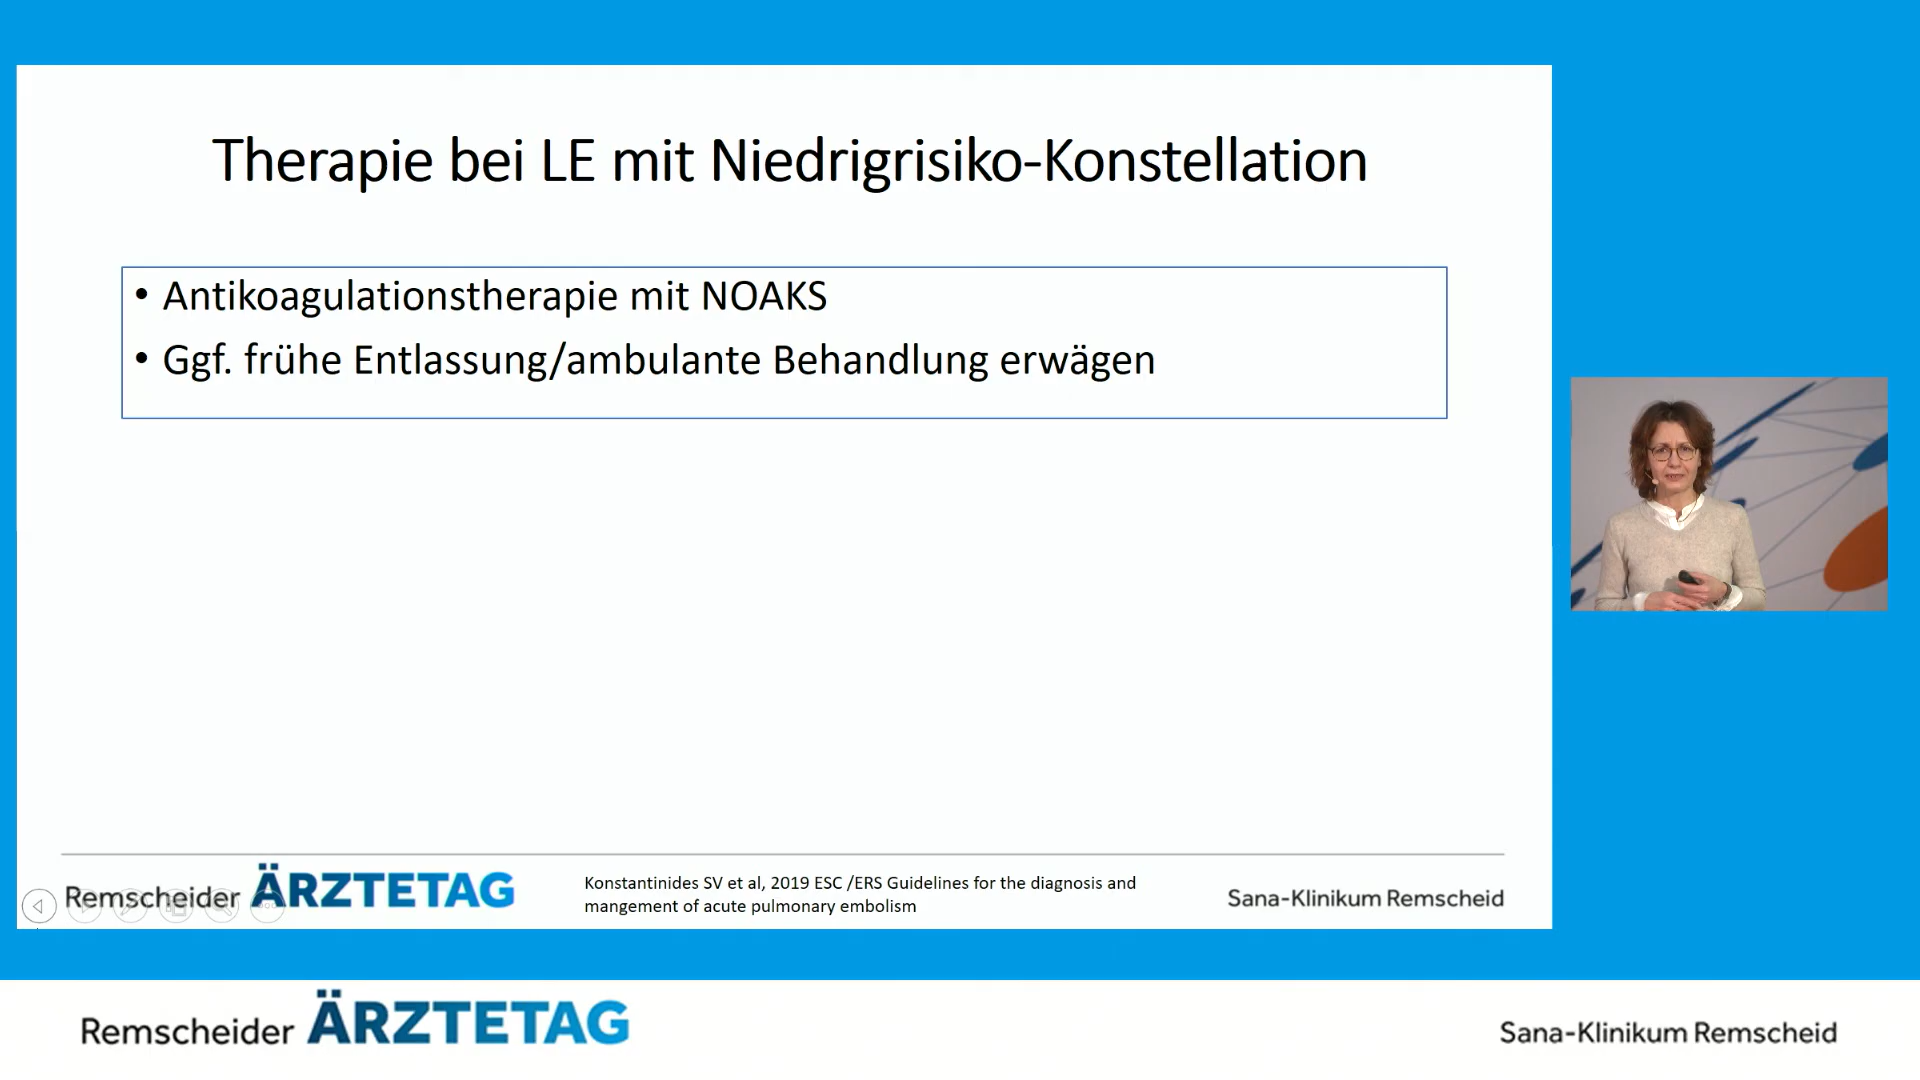 Therapie bei LE mit Niedrigrisiko-Konstellation
• Antikoagulationstherapie mit NOAKS
• Ggf. frühe Entlassung/ambulante Behandlung erwägen
Remscheider ÄRZTETAG
Konstantinides SV et al, 2019 ESC /ERS Guidelines for the diagnosis and
mangement of acute pulmonary embolism
Sana-Klinikum Remscheid
Remscheider ÄRZTETAG
Sana-Klinikum Remscheid